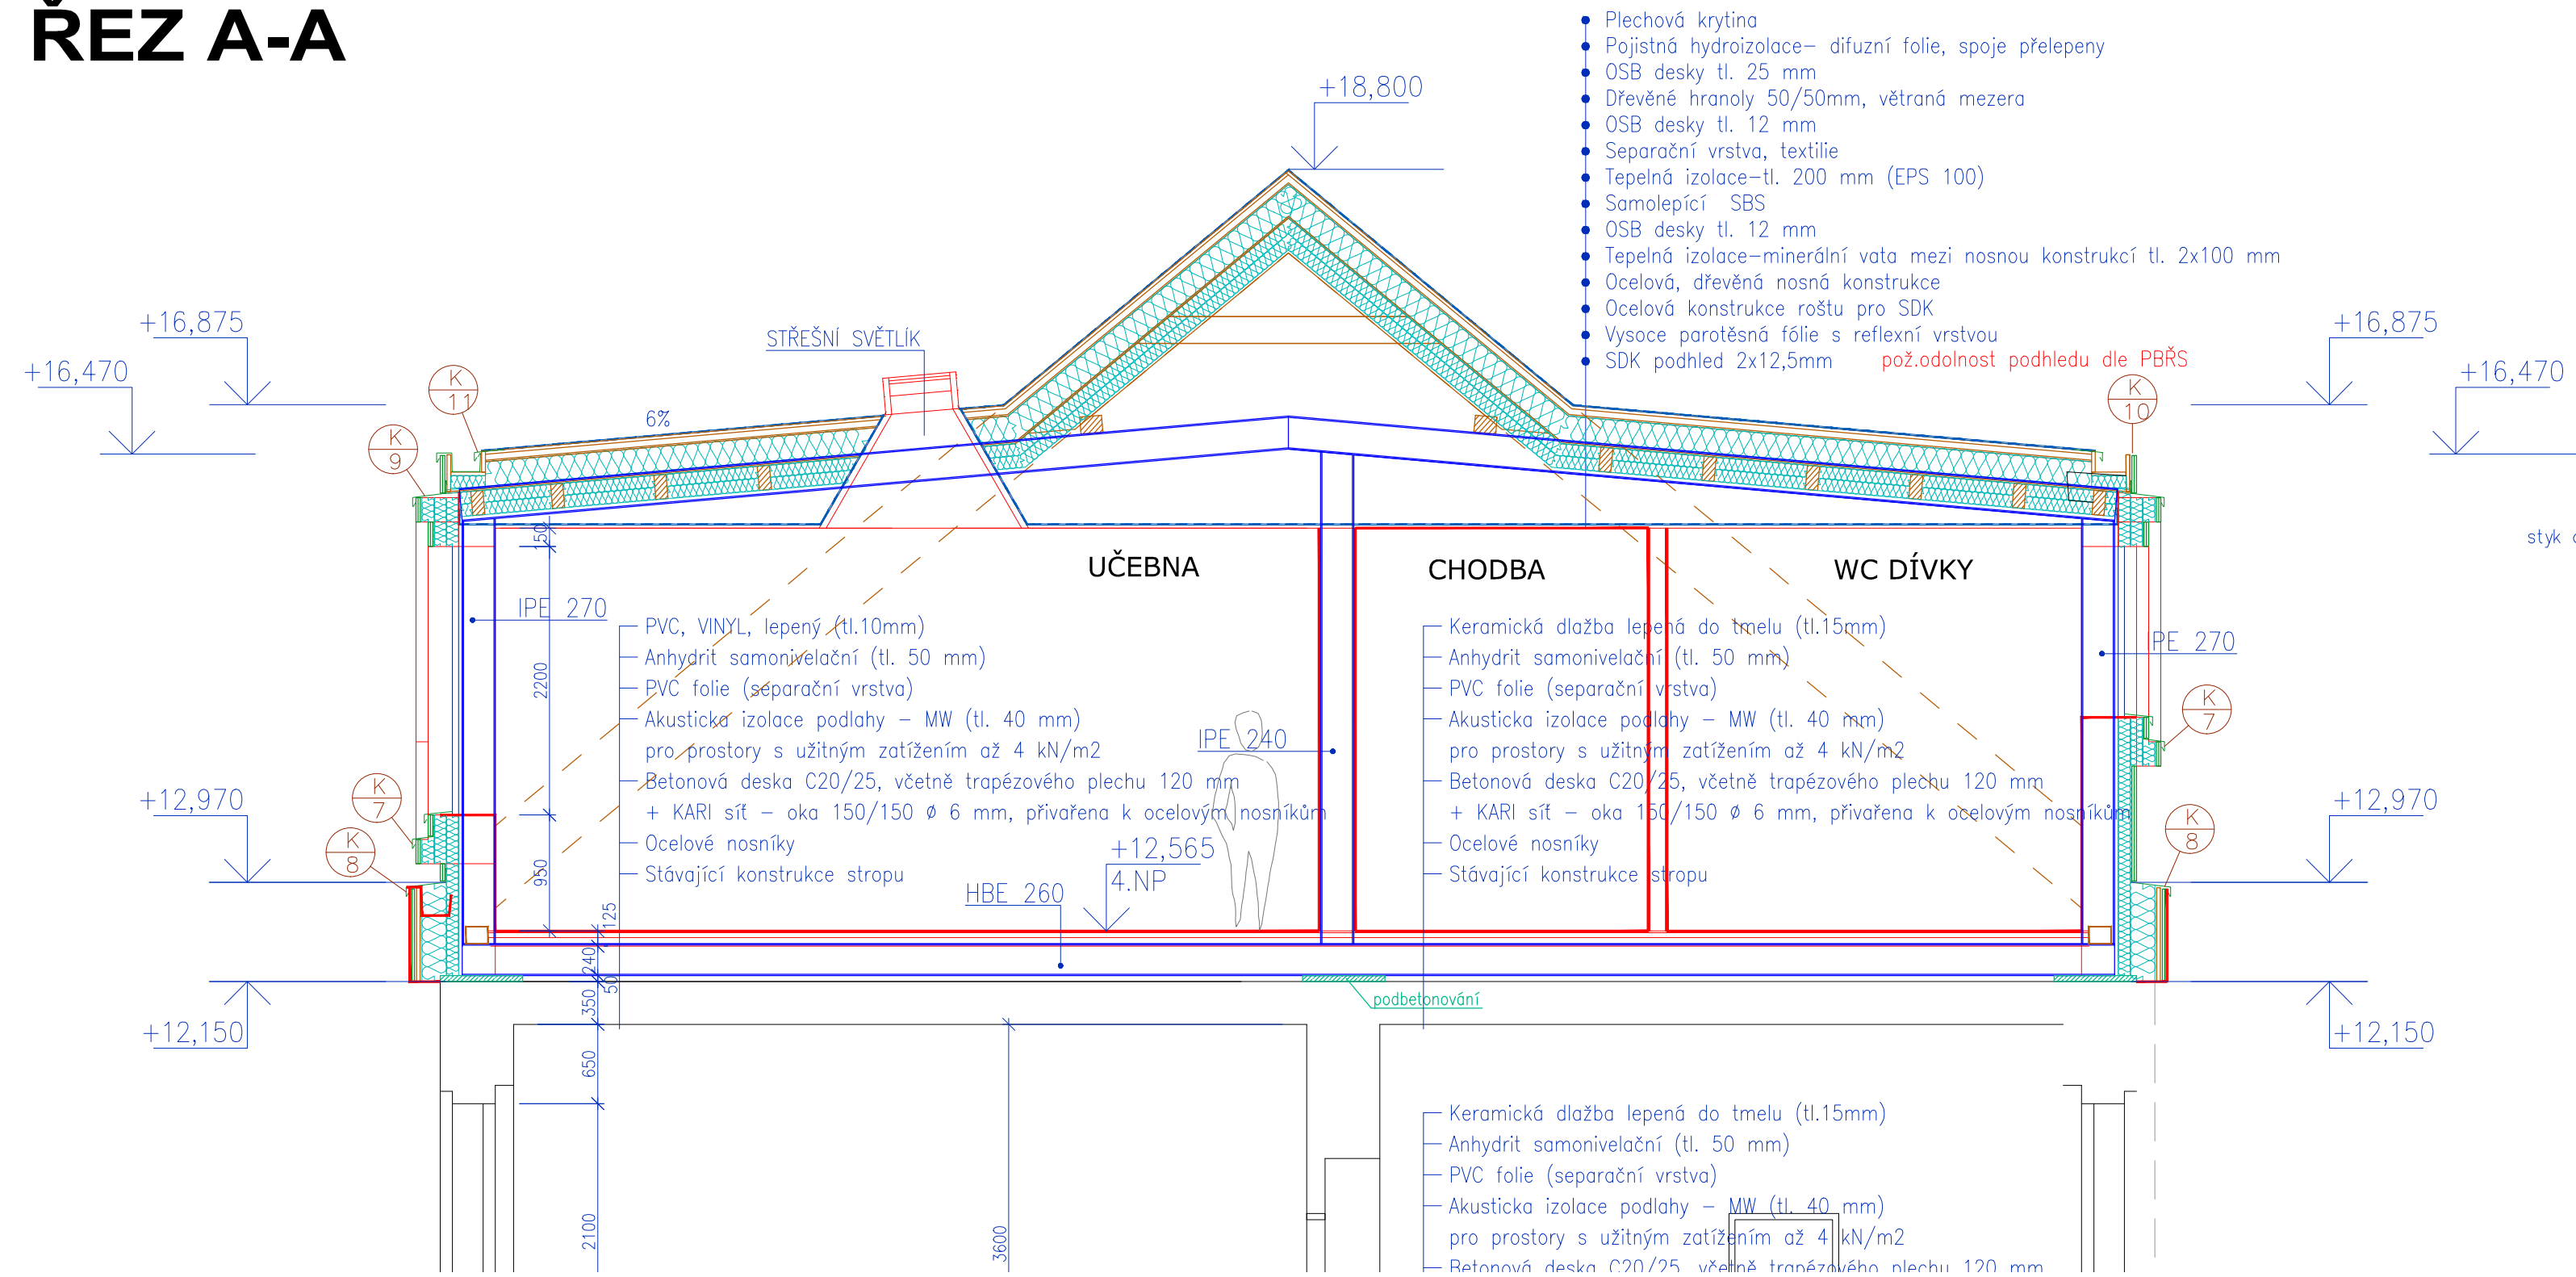 ŘEZ A-A
Plechová krytina
Pojistná hydroizolace– difuzní folie, spoje přelepeny
OSB desky tl. 25 mm
Dřevěné hranoly 50/50mm, větraná mezera
OSB desky tl. 12 mm
Separační vrstva, textilie
Tepelná izolace–tl. 200 mm (EPS 100)
Samolepící SBS
OSB desky tl. 12 mm
Tepelná izolace–minerální vata mezi nosnou konstrukcí tl. 2x100 mm
Ocelová, dřevěná nosná konstrukce
Ocelová konstrukce roštu pro SDK
Vysoce parotěsná fólie s reflexní vrstvou
SDK podhled 2x12,5mm pož.odolnost podhledu dle PBŘS
+18,800
+16,875
+16,470
STŘEŠNÍ SVĚTLÍK
6%
K
11
K
9
+16,875
+16,470
K
10
styk
UČEBNA
CHODBA
WC DÍVKY
150
2200
950
IPE 270
PVC, VINYL, lepený (tl.10mm)
Anhydrit samonivelační (tl. 50 mm)
PVC folie (separační vrstva)
Akusticka izolace podlahy – MW (tl. 40 mm)
pro prostory s užitným zatížením až 4 kN/m2
Betonová deska C20/25, včetně trapézového plechu 120 mm
+ KARI síť – oka 150/150 ø 6 mm, přivařena k ocelovým nosníkům
Ocelové nosníky
Stávající konstrukce stropu
IPE 240
Keramická dlažba lepená do tmelu (tl.15mm)
Anhydrit samonivelační (tl. 50 mm)
PVC folie (separační vrstva)
Akusticka izolace podlahy – MW (tl. 40 mm)
pro prostory s užitným zatížením až 4 kN/m2
Betonová deska C20/25, včetně trapézového plechu 120 mm
+ KARI síť – oka 150/150 ø 6 mm, přivařena k ocelovým nosníkům
Ocelové nosníky
Stávající konstrukce stropu
IPE 270
K
7
K
8
+12,970
K
7
K
8
+12,970
+12,565
4.NP
HBE 260
125
240
50
350
650
2100
3600
podbetonování
+12,150
+12,150
Keramická dlažba lepená do tmelu (tl.15mm)
Anhydrit samonivelační (tl. 50 mm)
PVC folie (separační vrstva)
Akusticka izolace podlahy – MW (tl. 40 mm)
pro prostory s užitným zatížením až 4 kN/m2
Betonová deska C20/25, včetně trapézového plechu 120 mm